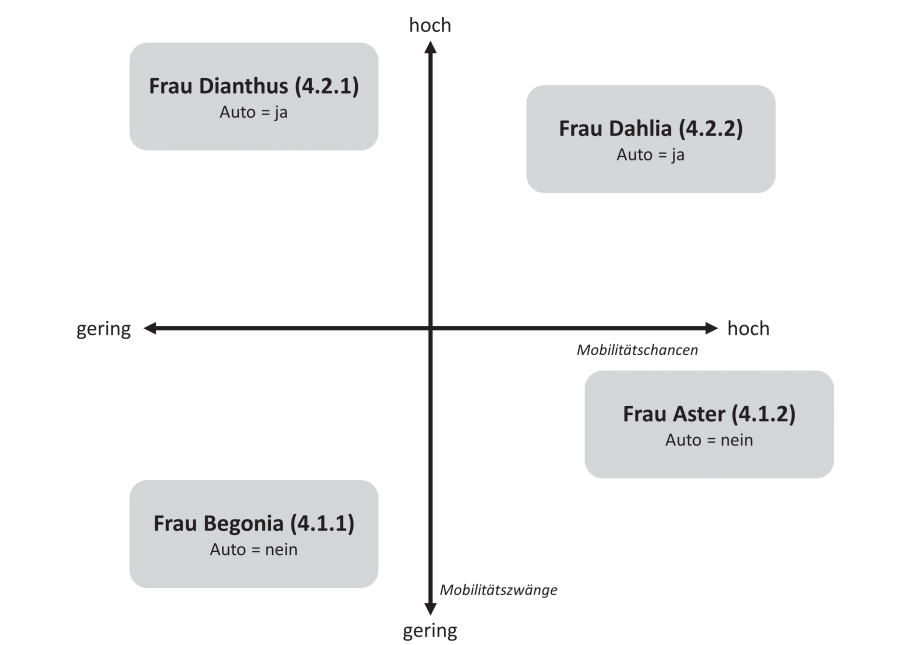 hoch
Frau Dianthus (4.2.1)
Auto = ja
Frau Dahlia (4.2.2)
Auto = ja
gering
hoch
Mobilitätschancen
Frau Aster (4.1.2)
Auto = nein
Frau Begonia (4.1.1)
Auto = nein
Mobilitätszwänge
gering